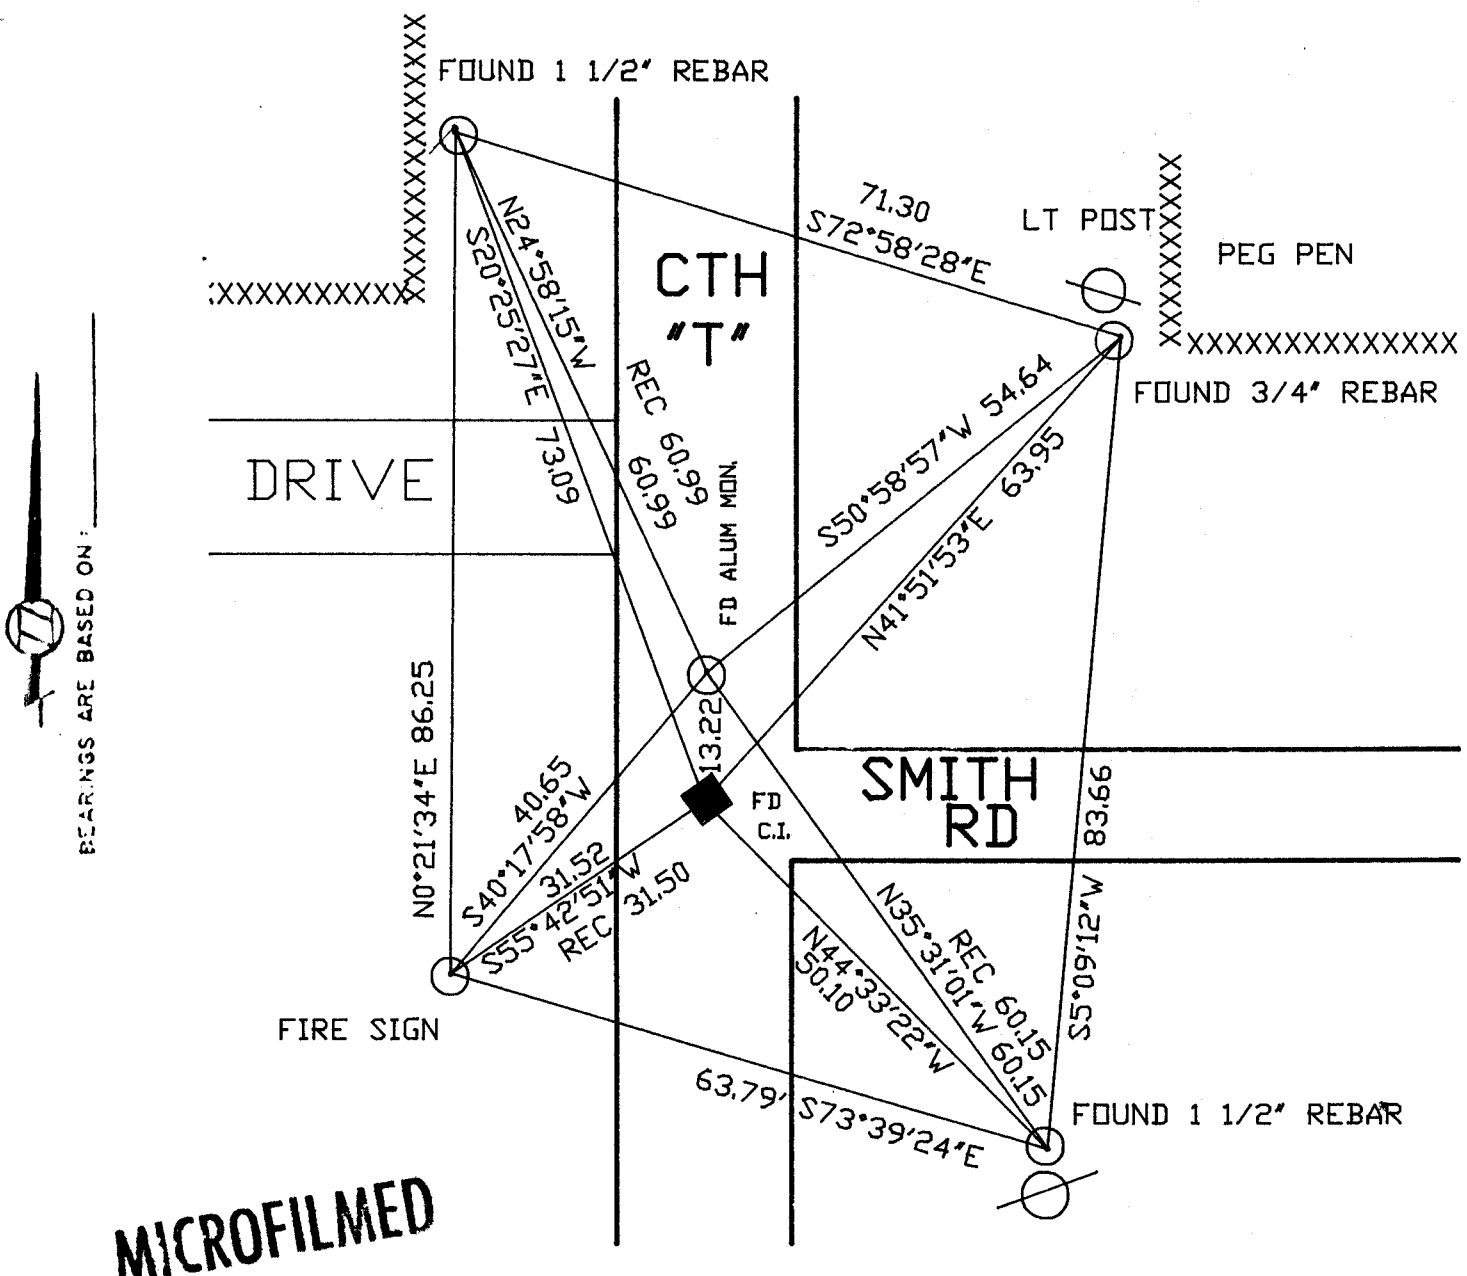 FOUND 1 1/2" REBAR
71.30
S72°58'28"E
LT POST
PEG PEN
CTH
"T"
N24°58'15"W
S20°25'27"E
73.09
REC 60.99
60.99
FD ALUM MON.
FOUND 3/4" REBAR
S50°58'57"W 54.64
N41°51'53"E 63.95
DRIVE
BEARINGS ARE BASED ON:
N0°21'34"E 86.25
13.22
FD
C.I.
SMITH
RD
40.65
S40°17'58"W
31.52
S55°42'51"W
REC 31.50
S5°09'12"W 83.66
N35°31'01"W 60.15
REC 60.15
N44°33'22"W
50.10
FIRE SIGN
63.79' S73°39'24"E
FOUND 1 1/2" REBAR
MICROFILMED